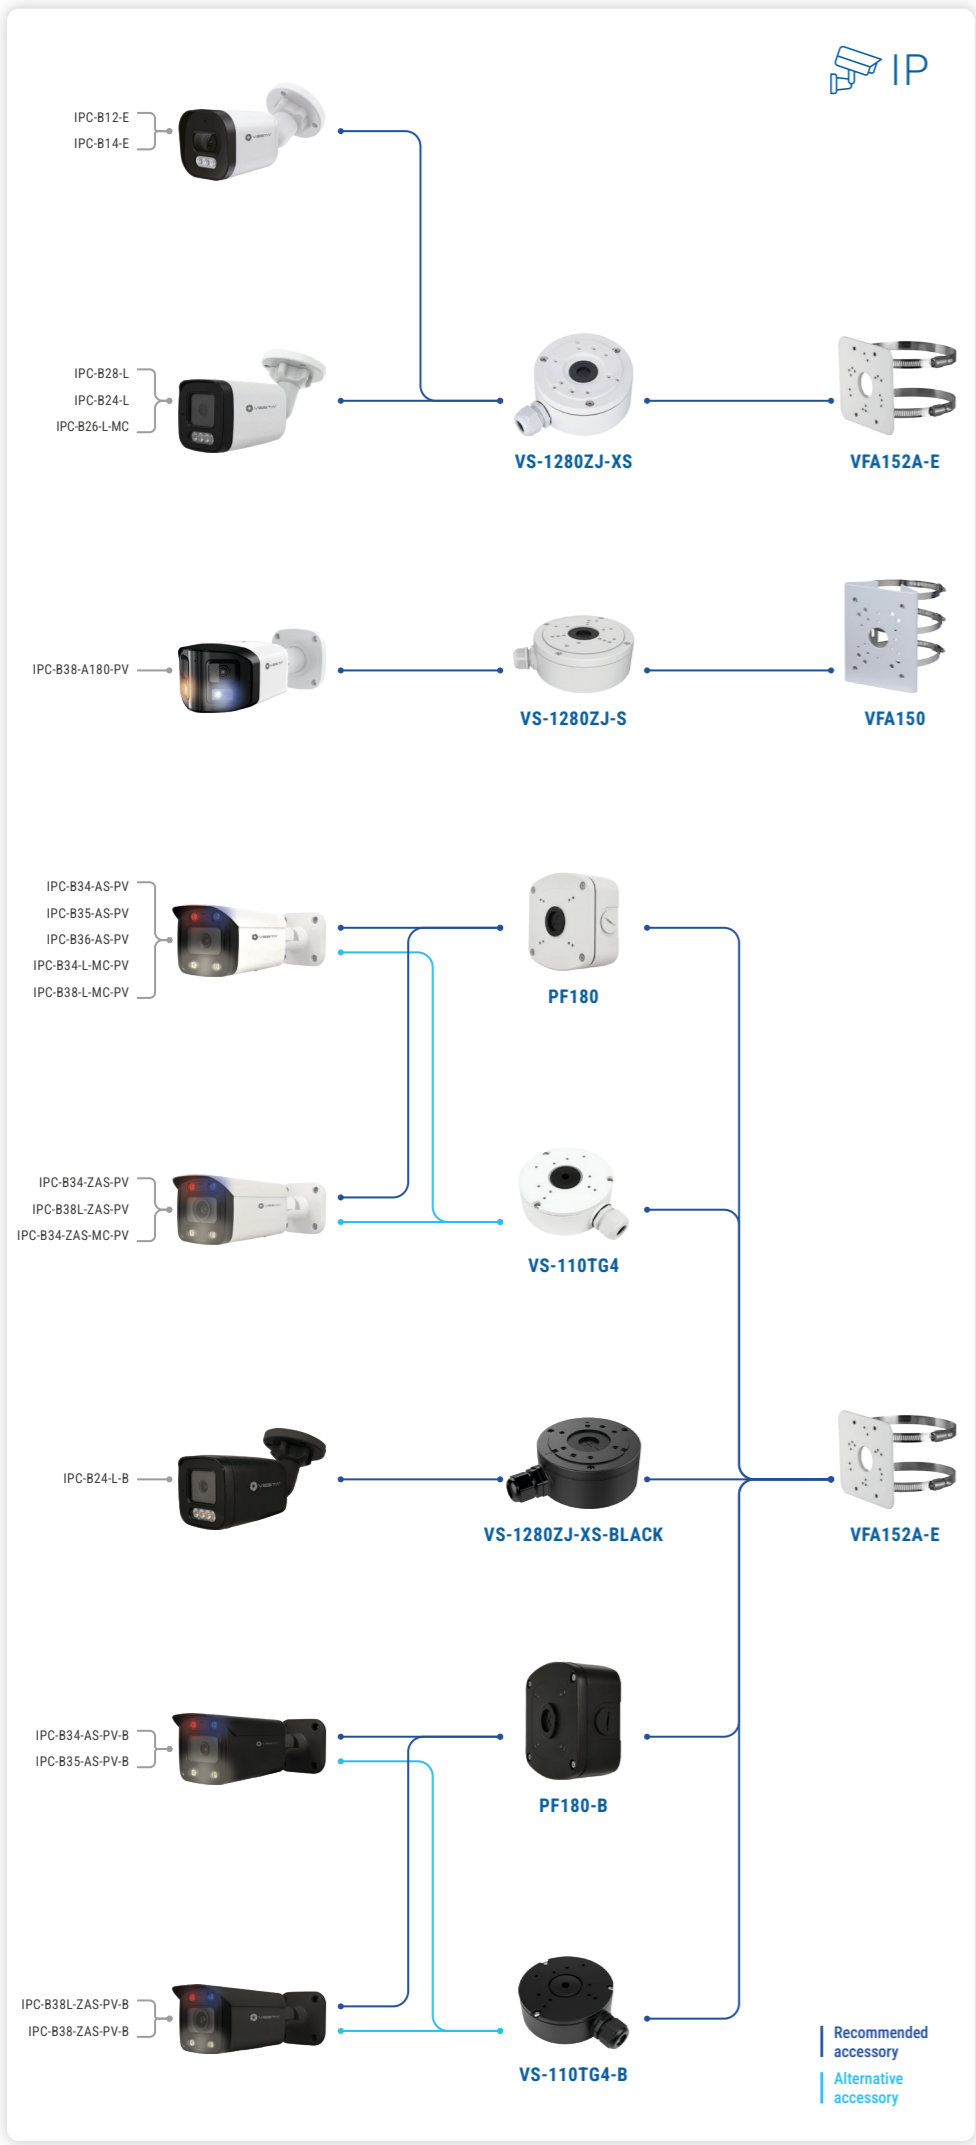 IP
IPC-B12-E
IPC-B14-E
IPC-B28-L
IPC-B24-L
IPC-B26-L-MC
VS-1280ZJ-XS
VFA152A-E
IPC-B38-A180-PV
VS-1280ZJ-S
VFA150
IPC-B34-AS-PV
IPC-B35-AS-PV
IPC-B36-AS-PV
IPC-B34-L-MC-PV
IPC-B38-L-MC-PV
PF180
IPC-B34-ZAS-PV
IPC-B38L-ZAS-PV
IPC-B34-ZAS-MC-PV
VS-110TG4
IPC-B24-L-B
VS-1280ZJ-XS-BLACK
VFA152A-E
IPC-B34-AS-PV-B
IPC-B35-AS-PV-B
PF180-B
IPC-B38L-ZAS-PV-B
IPC-B38-ZAS-PV-B
VS-110TG4-B
Recommended
accessory
Alternative
accessory